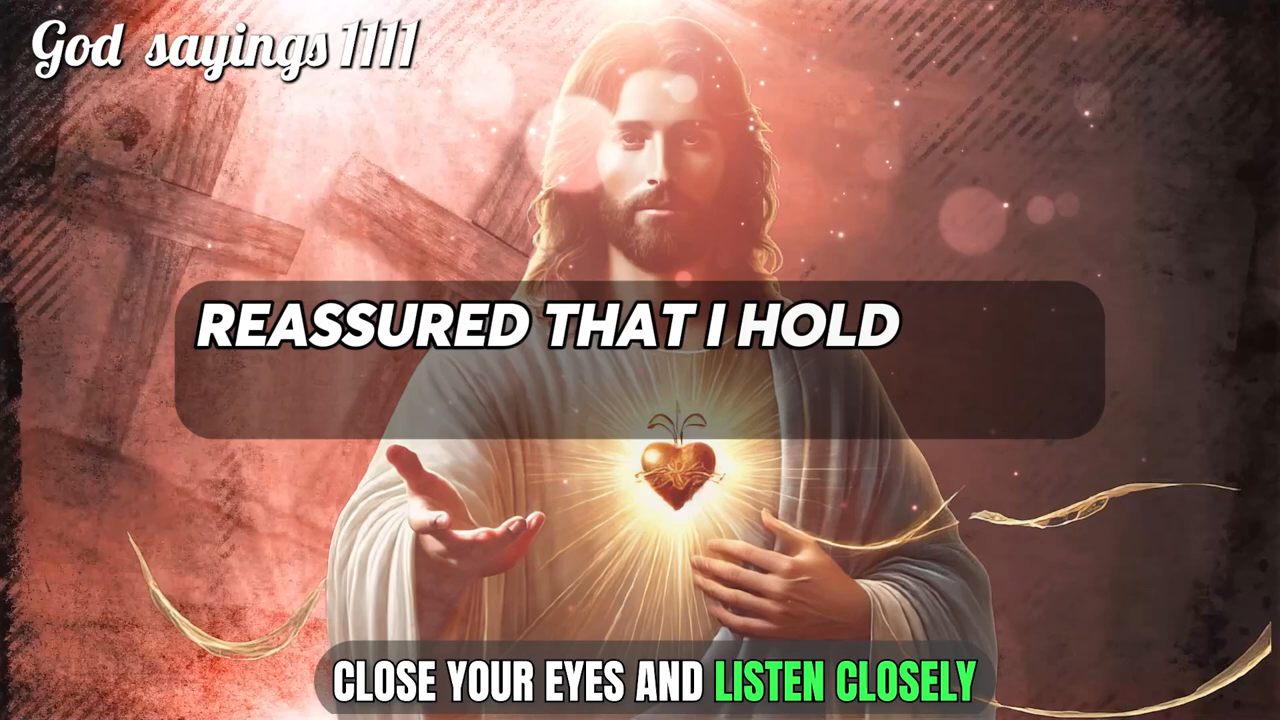 God sayings 1111
REASSURED THAT I HOLD
CLOSE YOUR EYES AND LISTEN CLOSELY